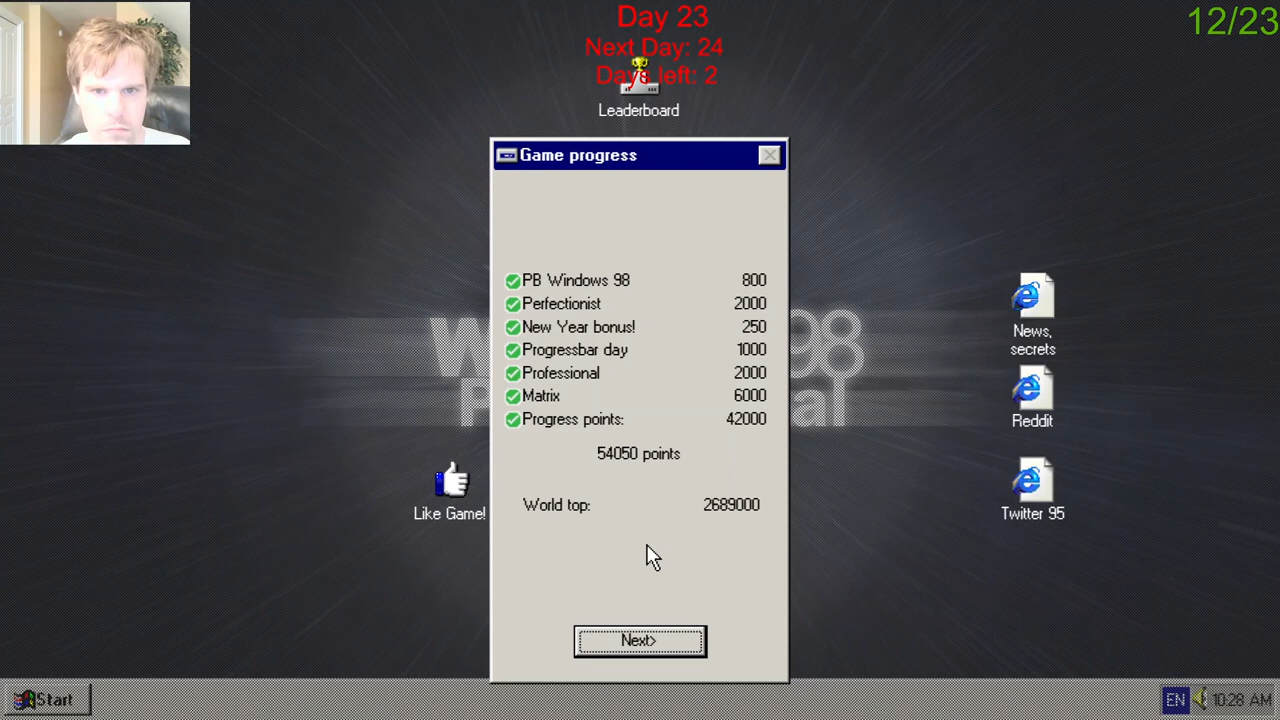 Day 23
Next Day: 24
Days left: 2
12/23
Leaderboard
Game progress
PB Windows 98 800
Perfectionist 2000
New Year bonus! 250
Progressbar day 1000
Professional 2000
Matrix 6000
Progress points: 42000
54050 points
World top: 2689000
Next>
Like Game!
News,
secrets
Reddit
Twitter 95
98
Start
EN
10:28 AM